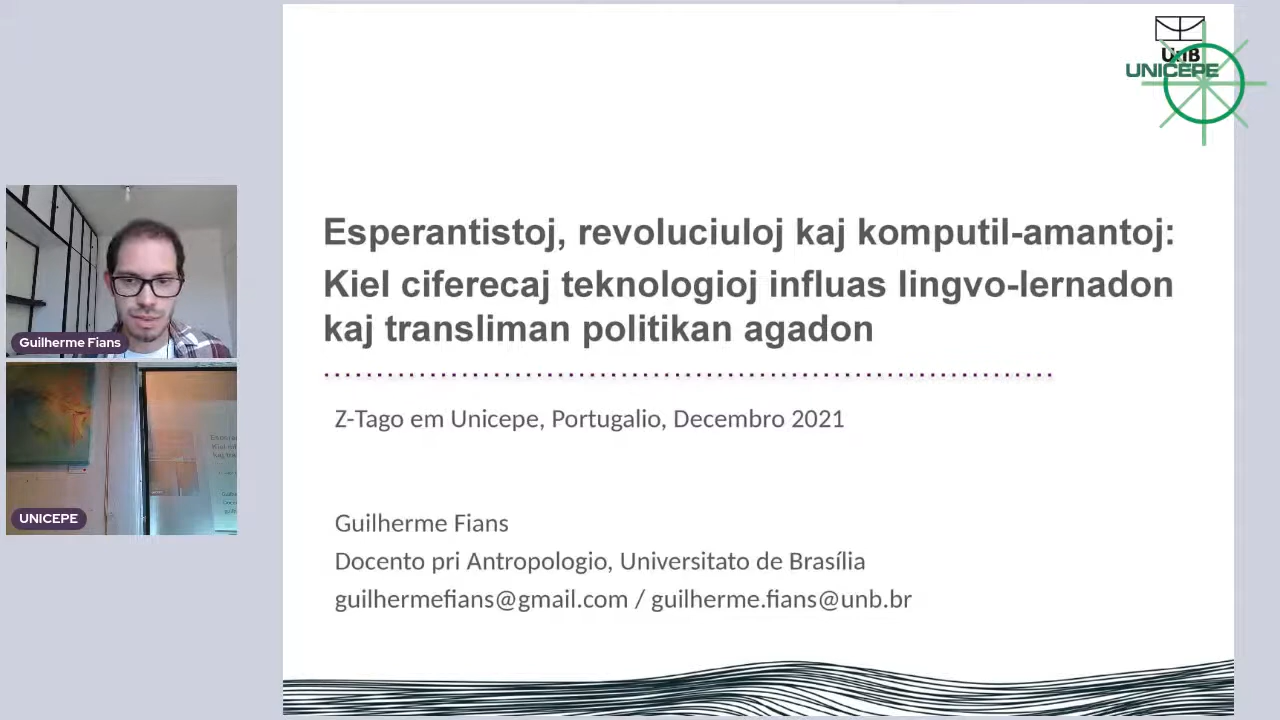 UnB
UNICEPE
Esperantistoj, revoluciuloj kaj komputil-amantoj:
Kiel ciferecaj teknologioj influas lingvo-lernadon
kaj transliman politikan agadon
Z-Tago em Unicepe, Portugalio, Decembro 2021
Guilherme Fians
Docento pri Antropologio, Universitato de Brasília
guilhermefians@gmail.com / guilherme.fians@unb.br
Guilherme Fians
UNICEPE